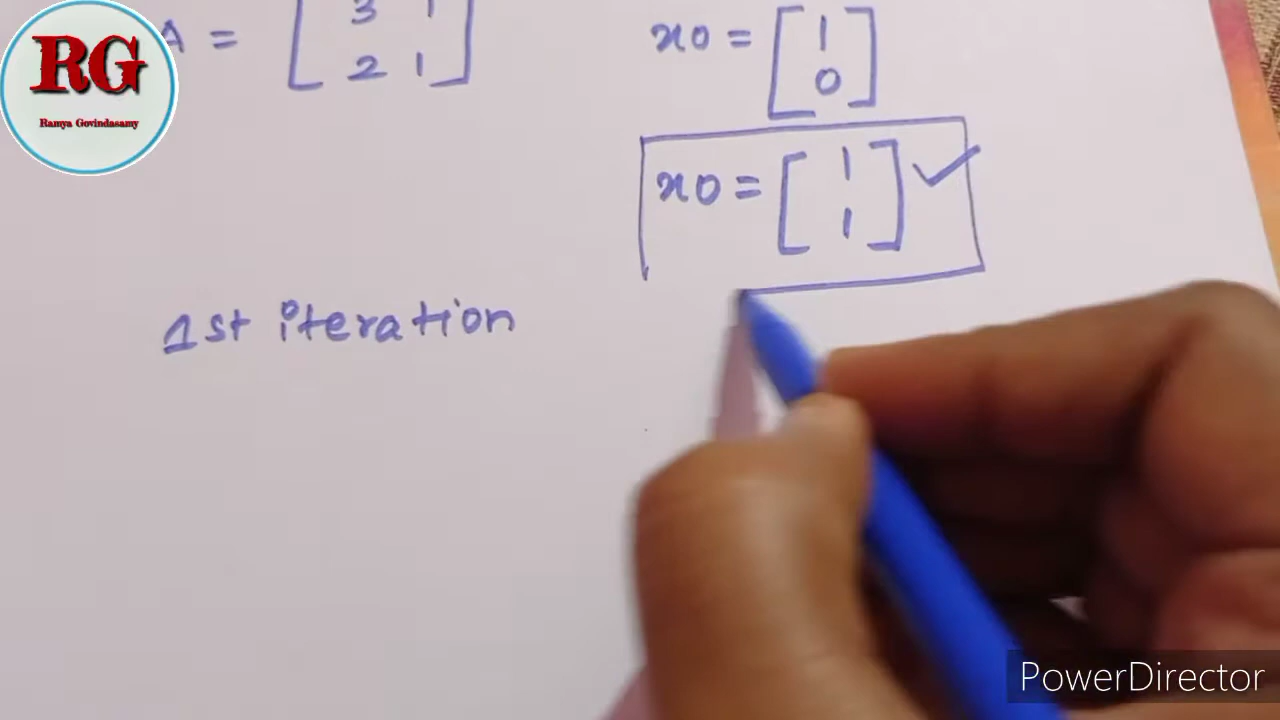 RG
Ramya Govindasamy
A = [ 3 1
2 1 ]
x0 = [ 1
0 ]
x0 = [ 1
1 ] ✓
1st iteration
PowerDirector